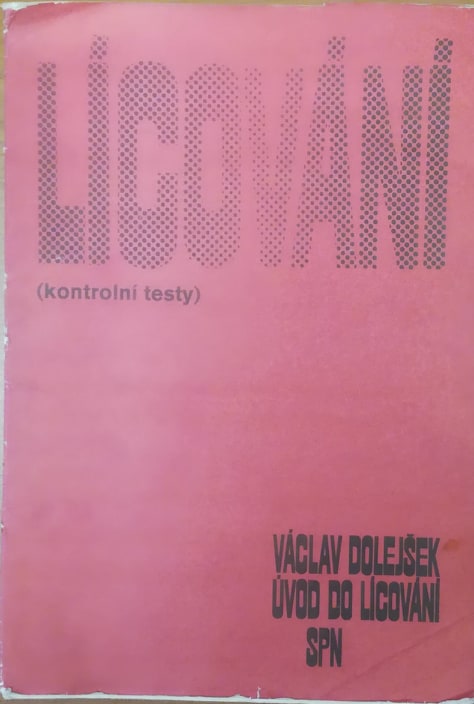 LÍCOVÁNÍ
(kontrolní testy)
VÁCLAV DOLEJŠEK
ÚVOD DO LÍCOVÁNÍ
SPN